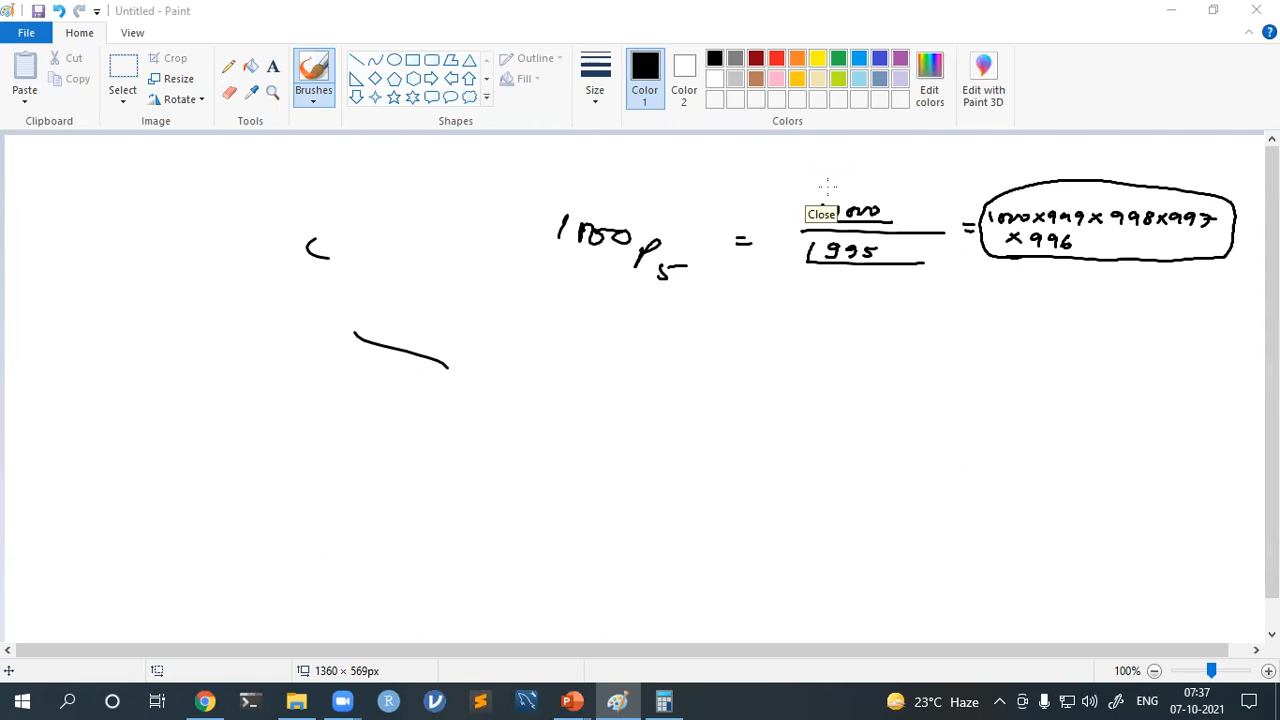 Untitled - Paint
File Home View
Paste
Cut
Copy
Clipboard
Select
Crop
Resize
Rotate
Image
A
Tools
Brushes
Outline
Fill
Shapes
Size
Color 1
Color 2
Edit colors
Colors
Edit with Paint 3D
1000P5 = 1000 = 1000×999×998×997
995 × 996
Close
1360 × 569px
100%
23°C Haze
ENG
07:37
07-10-2021